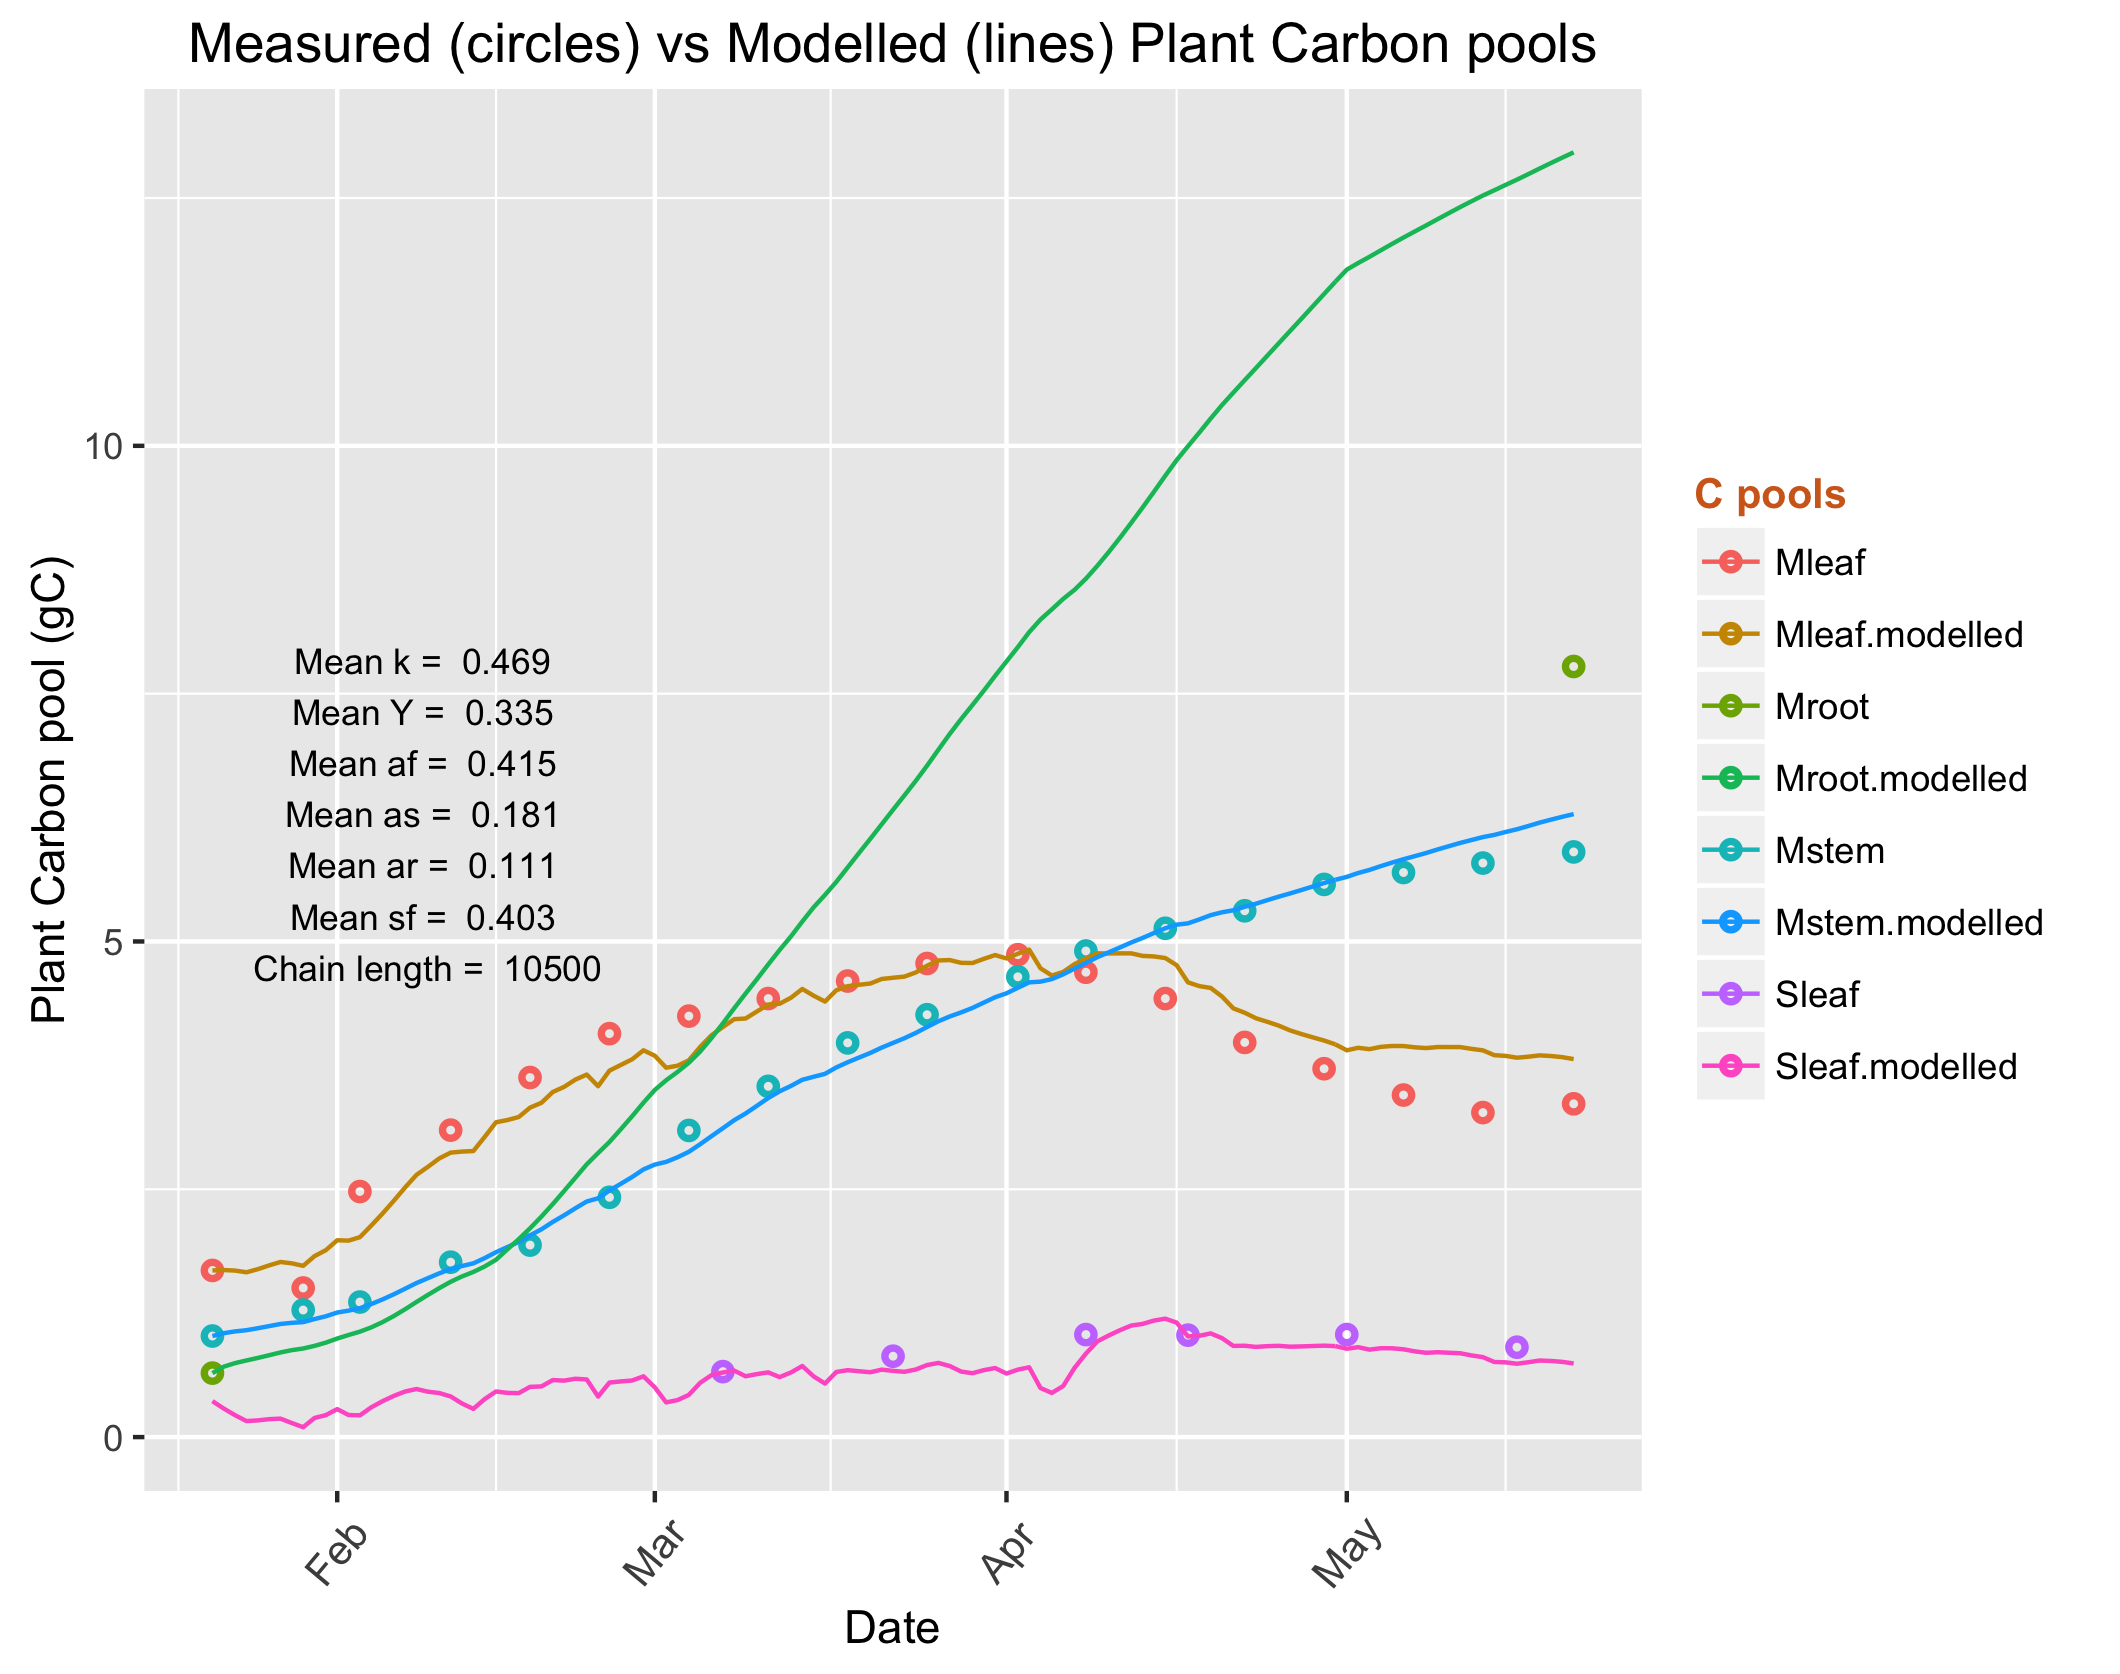 Measured (circles) vs Modelled (lines) Plant Carbon pools
Plant Carbon pool (gC)
10
5
0
Mean k = 0.469
Mean Y = 0.335
Mean af = 0.415
Mean as = 0.181
Mean ar = 0.111
Mean sf = 0.403
Chain length = 10500
Feb
Mar
Apr
May
Date
C pools
Mleaf
Mleaf.modelled
Mroot
Mroot.modelled
Mstem
Mstem.modelled
Sleaf
Sleaf.modelled